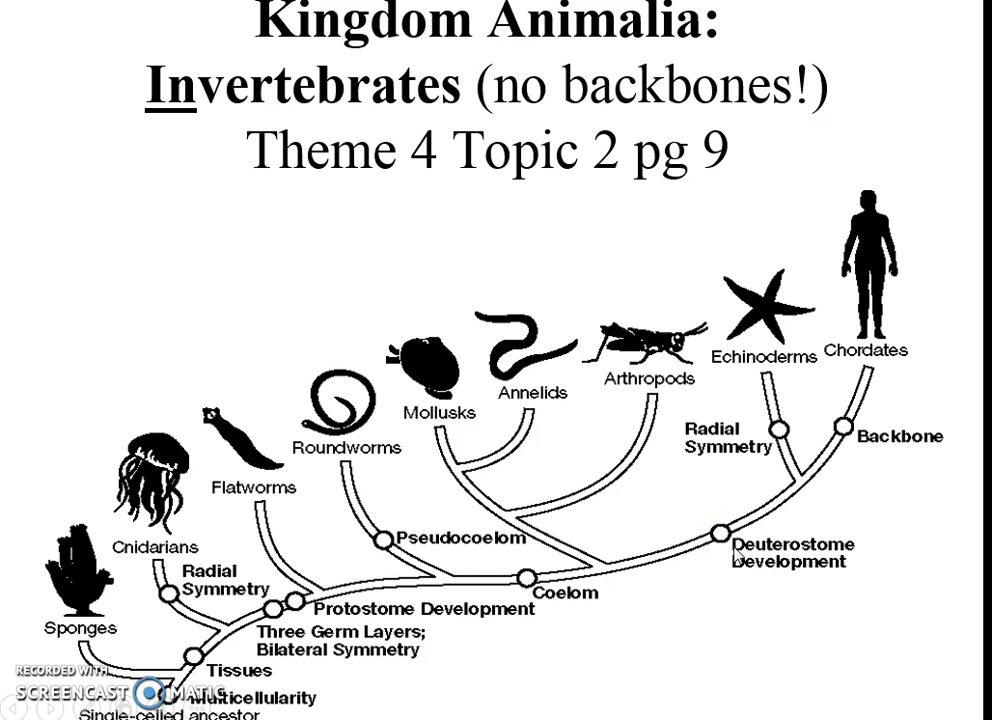 Kingdom Animalia:
Invertebrates (no backbones!)
Theme 4 Topic 2 pg 9
Chordates
Echinoderms
Arthropods
Annelids
Mollusks
Radial
Symmetry
Backbone
Roundworms
Flatworms
Pseudocoelom
Cnidarians
Deuterostome
Development
Radial
Symmetry
Coelom
Protostome Development
Sponges
Three Germ Layers;
Bilateral Symmetry
Tissues
RECORDED WITH
SCREENCAST MATIC
Multicellularity
Single-celled ancestor